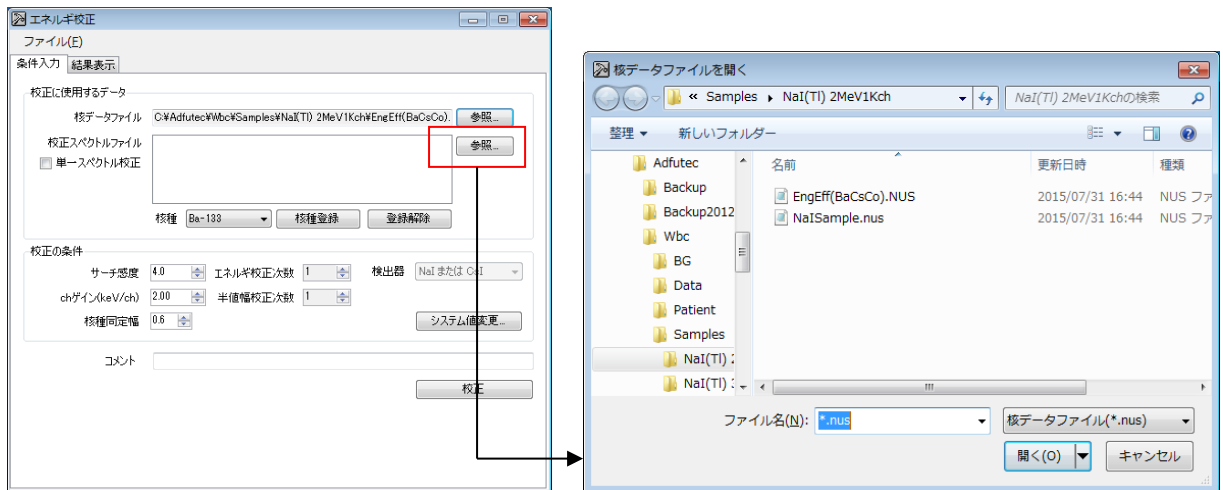 エネルギ校正
ファイル(F)
条件入力 結果表示
校正に使用するデータ
核データファイル C:¥Adfutec¥Wbc¥Samples¥NaI(Tl) 2MeV1Kch¥EngEff(BaCsCo). 参照...
校正スペクトルファイル 参照...
単一スペクトル校正
核種 Ba-133 核種登録 登録解除
校正の条件
サーチ感度 4.0 エネルギ校正次数 1 検出器 NaI または CsI
chゲイン(keV/ch) 2.00 半値幅校正次数 1
核種同定幅 0.6 システム値変更...
コメント
校正
核データファイルを開く
« Samples NaI(Tl) 2MeV1Kch NaI(Tl) 2MeV1Kchの検索
整理 新しいフォルダー
Adfutec
Backup
Backup2012
Wbc
BG
Data
Patient
Samples
NaI(Tl) 2
NaI(Tl) 3
名前 更新日時 種類
EngEff(BaCsCo).NUS 2015/07/31 16:44 NUS ファ
NaISample.nus 2015/07/31 16:44 NUS ファ
ファイル名(N): *.nus 核データファイル(*.nus)
開く(O) キャンセル